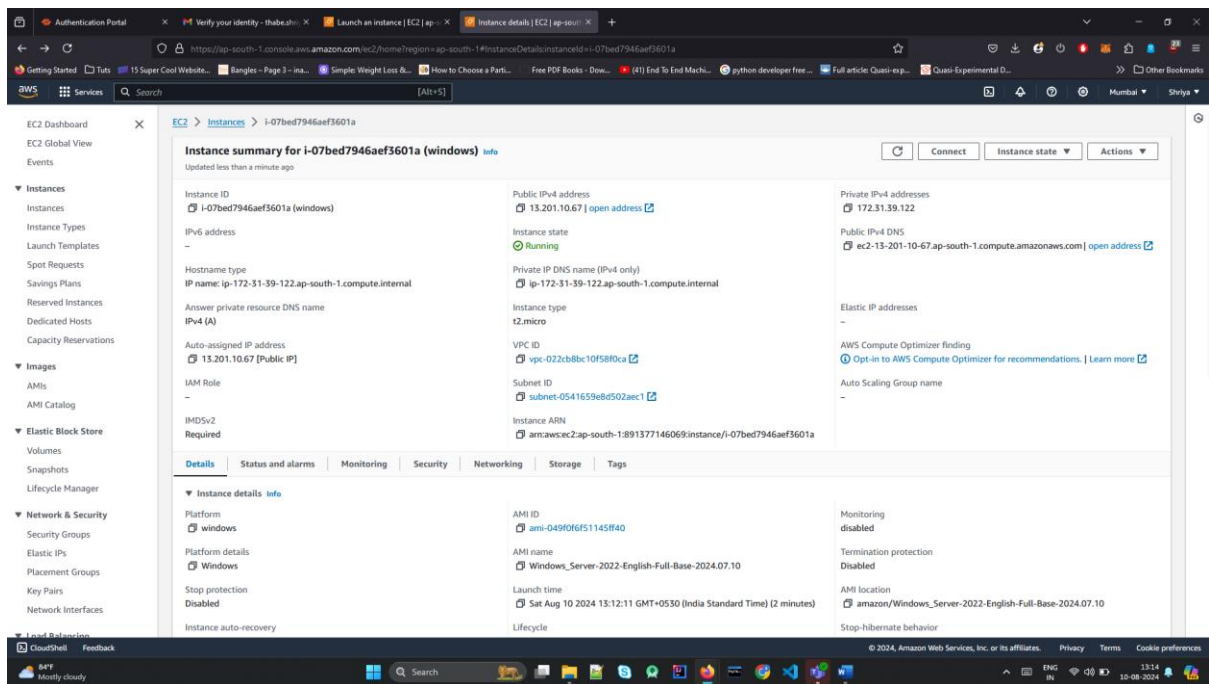 Authentication Portal
Verify your identity - thabe.shri
Launch an instance | EC2 | ap-s
Instance details | EC2 | ap-sout
https://ap-south-1.console.aws.amazon.com/ec2/home?region=ap-south-1#InstanceDetails:instanceId=i-07bed7946aef3601a
Getting Started Tuts 15 Super Cool Website... Bangles – Page 3 – ina... Simple Weight Loss &... How to Choose a Parti... Free PDF Books - Dow... (41) End To End Machi... python developer free ... Full article: Quasi-exp... Quasi-Experimental D... Other Bookmarks
aws Services Search [Alt+S] Mumbai Shriya
EC2 Dashboard
EC2 Global View
Events
Instances
Instances
Instance Types
Launch Templates
Spot Requests
Savings Plans
Reserved Instances
Dedicated Hosts
Capacity Reservations
Images
AMIs
AMI Catalog
Elastic Block Store
Volumes
Snapshots
Lifecycle Manager
Network & Security
Security Groups
Elastic IPs
Placement Groups
Key Pairs
Network Interfaces
Load Balancing
EC2 > Instances > i-07bed7946aef3601a
Instance summary for i-07bed7946aef3601a (windows) Info
Updated less than a minute ago
Connect Instance state Actions
Instance ID
i-07bed7946aef3601a (windows)
Public IPv4 address
13.201.10.67 | open address
Private IPv4 addresses
172.31.39.122
IPv6 address
–
Instance state
Running
Public IPv4 DNS
ec2-13-201-10-67.ap-south-1.compute.amazonaws.com | open address
Hostname type
IP name: ip-172-31-39-122.ap-south-1.compute.internal
Private IP DNS name (IPv4 only)
ip-172-31-39-122.ap-south-1.compute.internal
Answer private resource DNS name
IPv4 (A)
Instance type
t2.micro
Elastic IP addresses
–
Auto-assigned IP address
13.201.10.67 [Public IP]
VPC ID
vpc-022cb8bc10f58f0ca
AWS Compute Optimizer finding
Opt-in to AWS Compute Optimizer for recommendations. | Learn more
IAM Role
–
Subnet ID
subnet-0541659e8d502aec1
Auto Scaling Group name
–
IMDSv2
Required
Instance ARN
arn:aws:ec2:ap-south-1:891377146069:instance/i-07bed7946aef3601a
Details Status and alarms Monitoring Security Networking Storage Tags
Instance details Info
Platform
windows
AMI ID
ami-049f0f6f51145ff40
Monitoring
disabled
Platform details
Windows
AMI name
Windows_Server-2022-English-Full-Base-2024.07.10
Termination protection
Disabled
Stop protection
Disabled
Launch time
Sat Aug 10 2024 13:12:11 GMT+0530 (India Standard Time) (2 minutes)
AMI location
amazon/Windows_Server-2022-English-Full-Base-2024.07.10
Instance auto-recovery
Lifecycle
Stop-hibernate behavior
CloudShell Feedback © 2024, Amazon Web Services, Inc. or its affiliates. Privacy Terms Cookie preferences
84°F
Mostly cloudy
Search
ENG
IN
13:14
10-08-2024